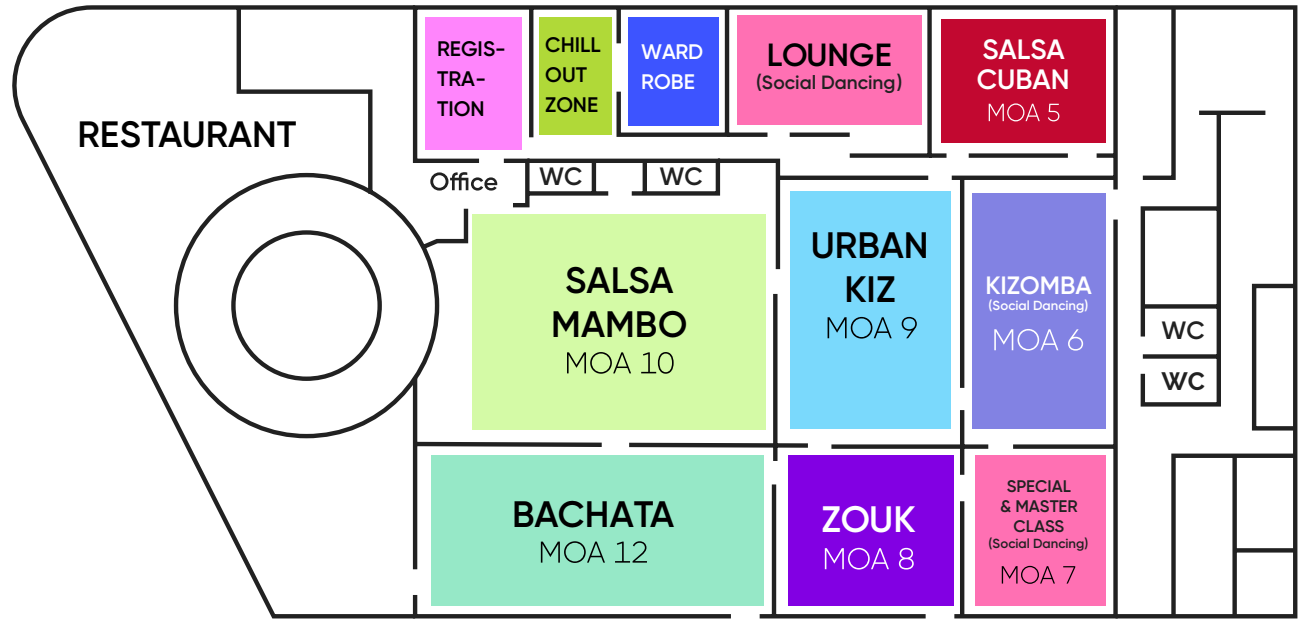 RESTAURANT
REGIS-
TRA-
TION
CHILL
OUT
ZONE
WARD
ROBE
LOUNGE
(Social Dancing)
SALSA
CUBAN
MOA 5
Office
WC
WC
SALSA
MAMBO
MOA 10
URBAN
KIZ
MOA 9
KIZOMBA
(Social Dancing)
MOA 6
WC
WC
BACHATA
MOA 12
ZOUK
MOA 8
SPECIAL
& MASTER
CLASS
(Social Dancing)
MOA 7